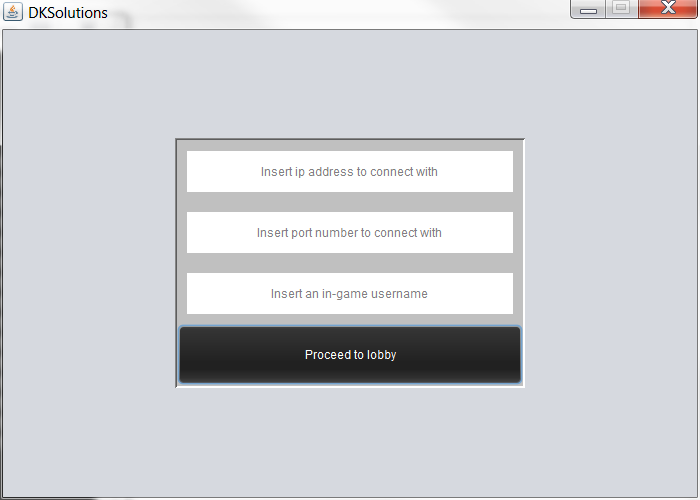 DKSolutions
Insert ip address to connect with
Insert port number to connect with
Insert an in-game username
Proceed to lobby